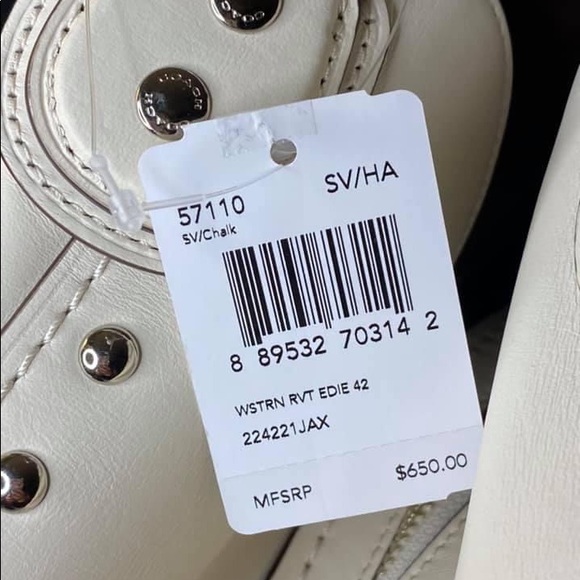 COACH
COACH
57110
SV/HA
SV/Chalk
8 89532 70314 2
WSTRN RVT EDIE 42
224221JAX
MFSRP
$650.00